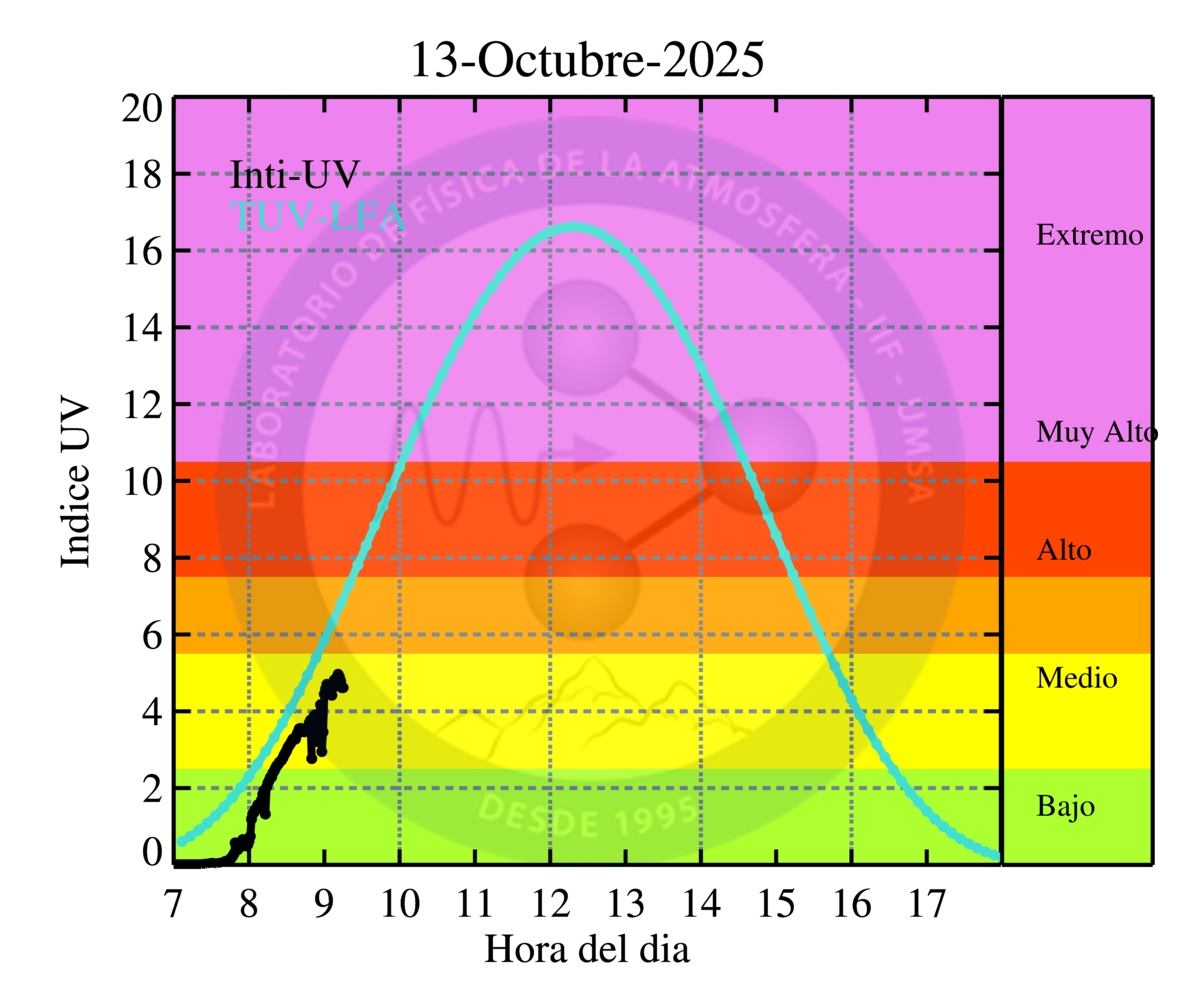 13-Octubre-2025
Indice UV
20
18
16
14
12
10
8
6
4
2
0
Inti-UV
TUV-LFA
LABORATORIO DE FÍSICA DE LA ATMÓSFERA - IIF - UMSA
DESDE 1995
Extremo
Muy Alto
Alto
Medio
Bajo
7 8 9 10 11 12 13 14 15 16 17
Hora del dia